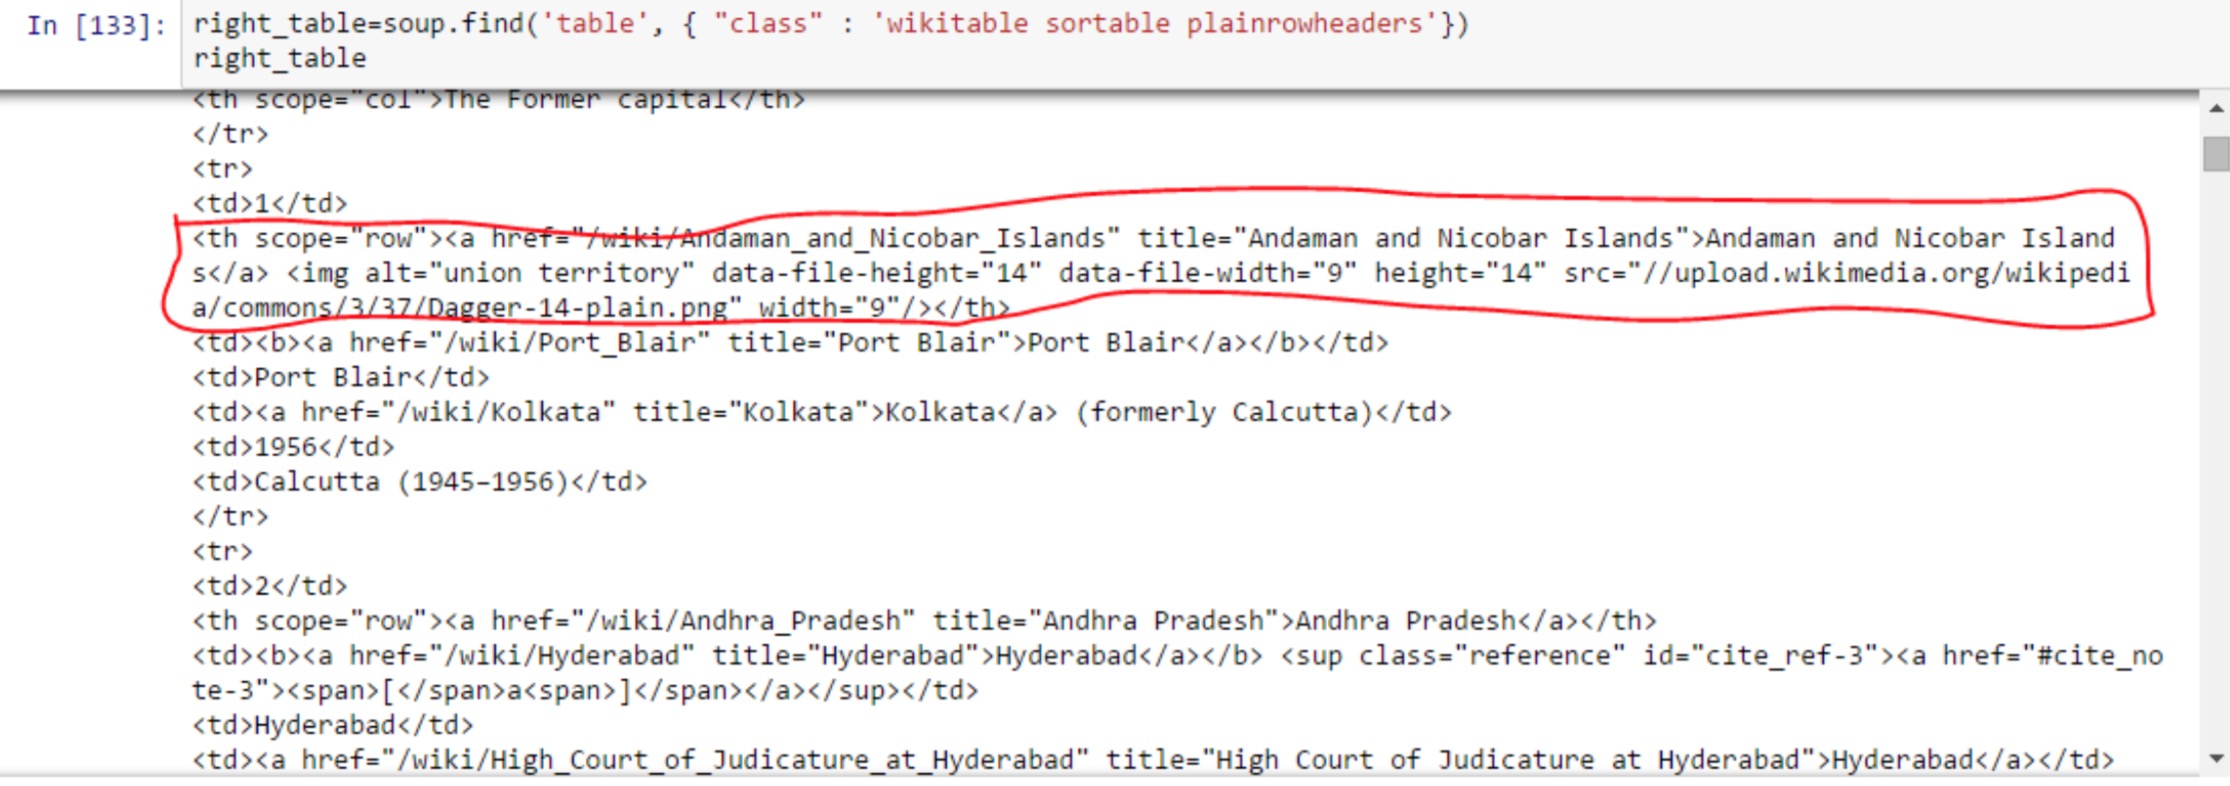 In [133]: right_table=soup.find('table', { "class" : 'wikitable sortable plainrowheaders'})
right_table
<th scope="col">The Former capital</th>
</tr>
<tr>
<td>1</td>
<th scope="row"><a href="/wiki/Andaman_and_Nicobar_Islands" title="Andaman and Nicobar Islands">Andaman and Nicobar Island
s</a> <img alt="union territory" data-file-height="14" data-file-width="9" height="14" src="//upload.wikimedia.org/wikipedi
a/commons/3/37/Dagger-14-plain.png" width="9"/></th>
<td><b><a href="/wiki/Port_Blair" title="Port Blair">Port Blair</a></b></td>
<td>Port Blair</td>
<td><a href="/wiki/Kolkata" title="Kolkata">Kolkata</a> (formerly Calcutta)</td>
<td>1956</td>
<td>Calcutta (1945–1956)</td>
</tr>
<tr>
<td>2</td>
<th scope="row"><a href="/wiki/Andhra_Pradesh" title="Andhra Pradesh">Andhra Pradesh</a></th>
<td><b><a href="/wiki/Hyderabad" title="Hyderabad">Hyderabad</a></b> <sup class="reference" id="cite_ref-3"><a href="#cite_no
te-3"><span>[</span>a<span>]</span></a></sup></td>
<td>Hyderabad</td>
<td><a href="/wiki/High_Court_of_Judicature_at_Hyderabad" title="High Court of Judicature at Hyderabad">Hyderabad</a></td>